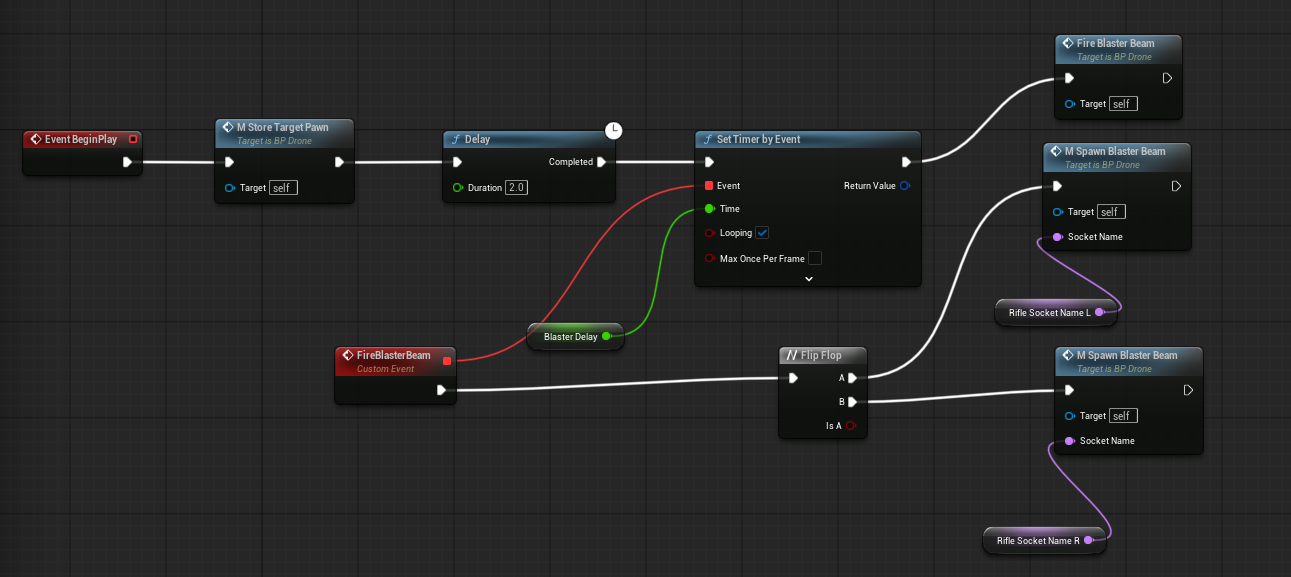 Fire Blaster Beam
Target is BP Drone
Target self
Event BeginPlay
M Store Target Pawn
Target is BP Drone
Target self
Delay
Completed
Duration 2.0
Set Timer by Event
Event Return Value
Time
Looping
Max Once Per Frame
M Spawn Blaster Beam
Target is BP Drone
Target self
Socket Name
Rifle Socket Name L
Blaster Delay
FireBlasterBeam
Custom Event
Flip Flop
A
B
Is A
M Spawn Blaster Beam
Target is BP Drone
Target self
Socket Name
Rifle Socket Name R